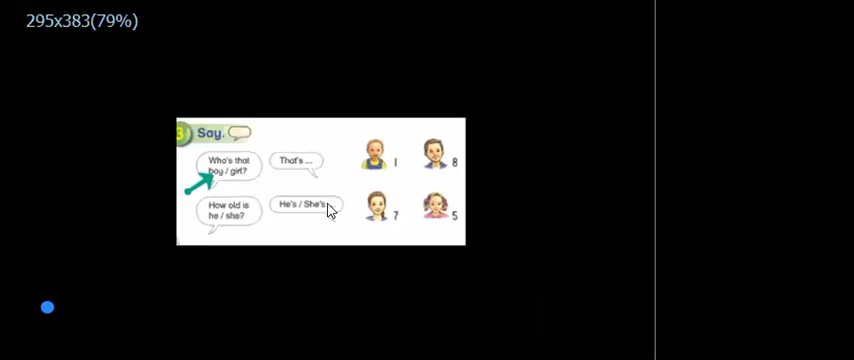 295x383(79%)
3 Say.
Who's that
boy / girl?
That's ...
1
8
How old is
he / she?
He's / She's
7
5